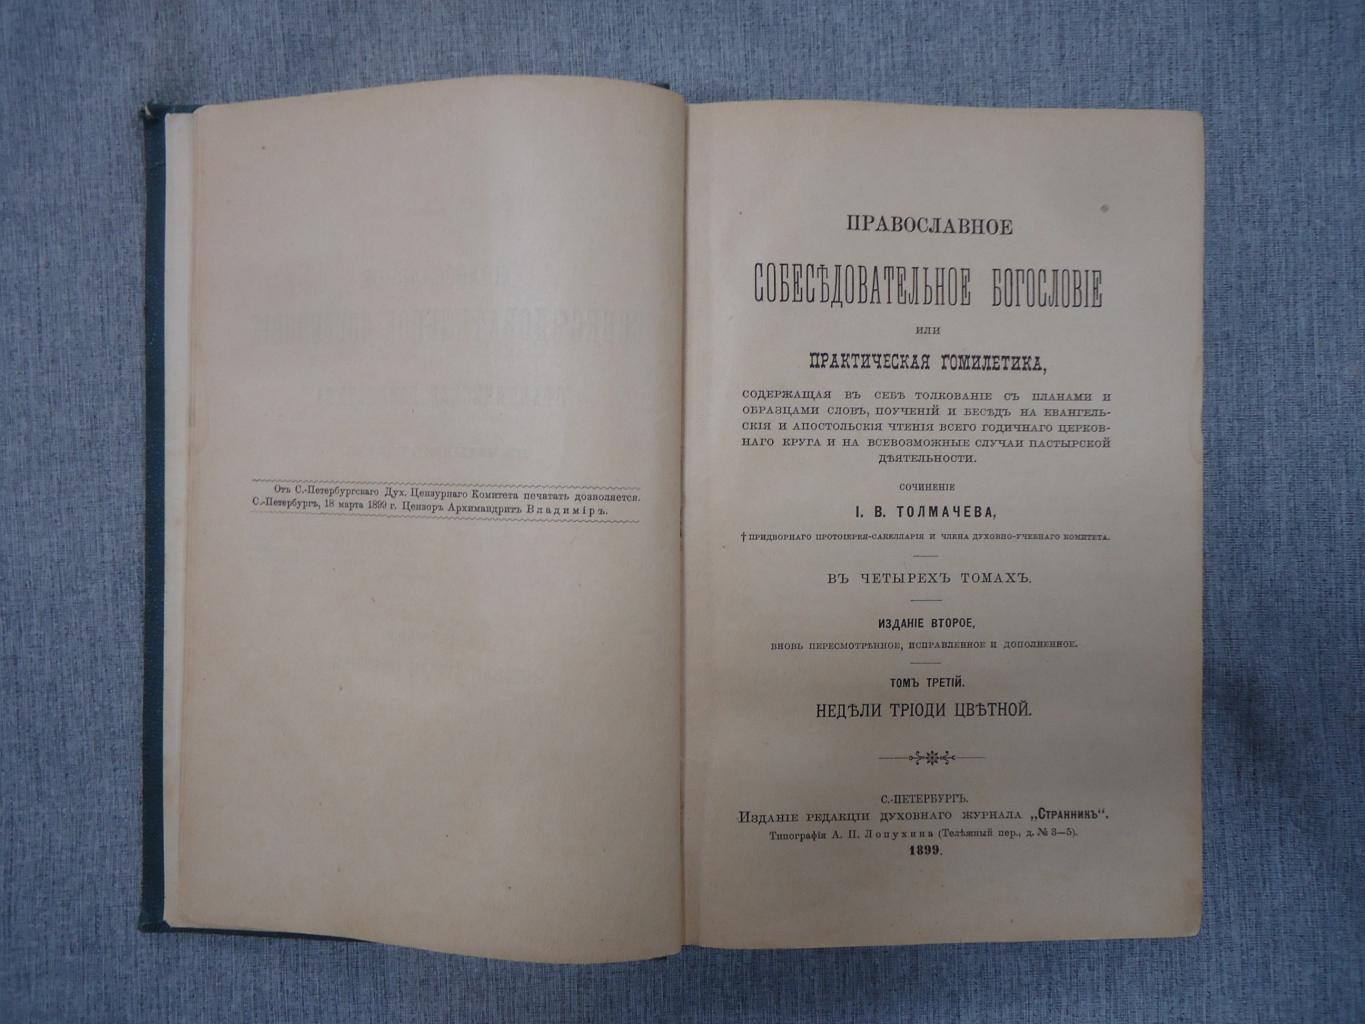 Отъ С.-Петербургскаго Дух. Цензурнаго Комитета печатать дозволяется.
С.-Петербургъ, 18 марта 1899 г. Цензоръ Архимандритъ Владиміръ.
ПРАВОСЛАВНОЕ
СОБЕСѢДОВАТЕЛЬНОЕ БОГОСЛОВІЕ
ИЛИ
ПРАКТИЧЕСКАЯ ГОМИЛЕТИКА,
СОДЕРЖАЩАЯ ВЪ СЕБѢ ТОЛКОВАНІЕ СЪ ПЛАНАМИ И
ОБРАЗЦАМИ СЛОВЪ, ПОУЧЕНІЙ И БЕСѢДЪ НА ЕВАНГЕЛЬ-
СКІЯ И АПОСТОЛЬСКІЯ ЧТЕНІЯ ВСЕГО ГОДИЧНАГО ЦЕРКОВ-
НАГО КРУГА И НА ВСЕВОЗМОЖНЫЕ СЛУЧАИ ПАСТЫРСКОЙ
ДѢЯТЕЛЬНОСТИ.
СОЧИНЕНІЕ
І. В. ТОЛМАЧЕВА,
† ПРИДВОРНАГО ПРОТОІЕРЕЯ-САКЕЛЛАРІЯ И ЧЛЕНА ДУХОВНО-УЧЕБНАГО КОМИТЕТА.
ВЪ ЧЕТЫРЕХЪ ТОМАХЪ.
ИЗДАНІЕ ВТОРОЕ,
ВНОВЬ ПЕРЕСМОТРѢННОЕ, ИСПРАВЛЕННОЕ И ДОПОЛНЕННОЕ.
ТОМЪ ТРЕТІЙ.
НЕДѢЛИ ТРІОДИ ЦВѢТНОЙ.
С.-ПЕТЕРБУРГЪ.
ИЗДАНІЕ РЕДАКЦІИ ДУХОВНАГО ЖУРНАЛА „СТРАННИКЪ“.
Типографія А. П. Лопухина (Телѣжный пер., д. № 3—5).
1899.